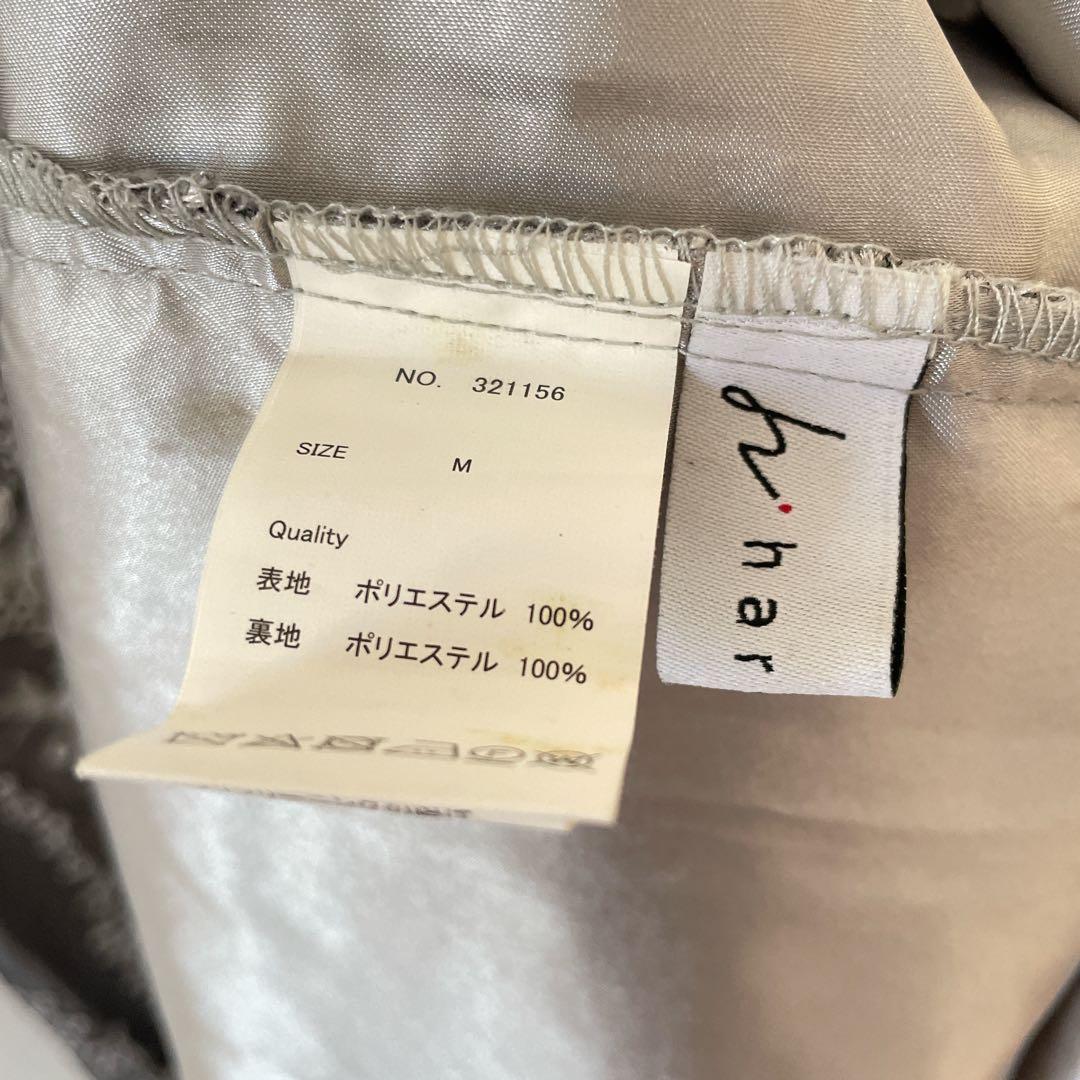 NO. 321156
SIZE M
Quality
表地 ポリエステル 100%
裏地 ポリエステル 100%
h
har